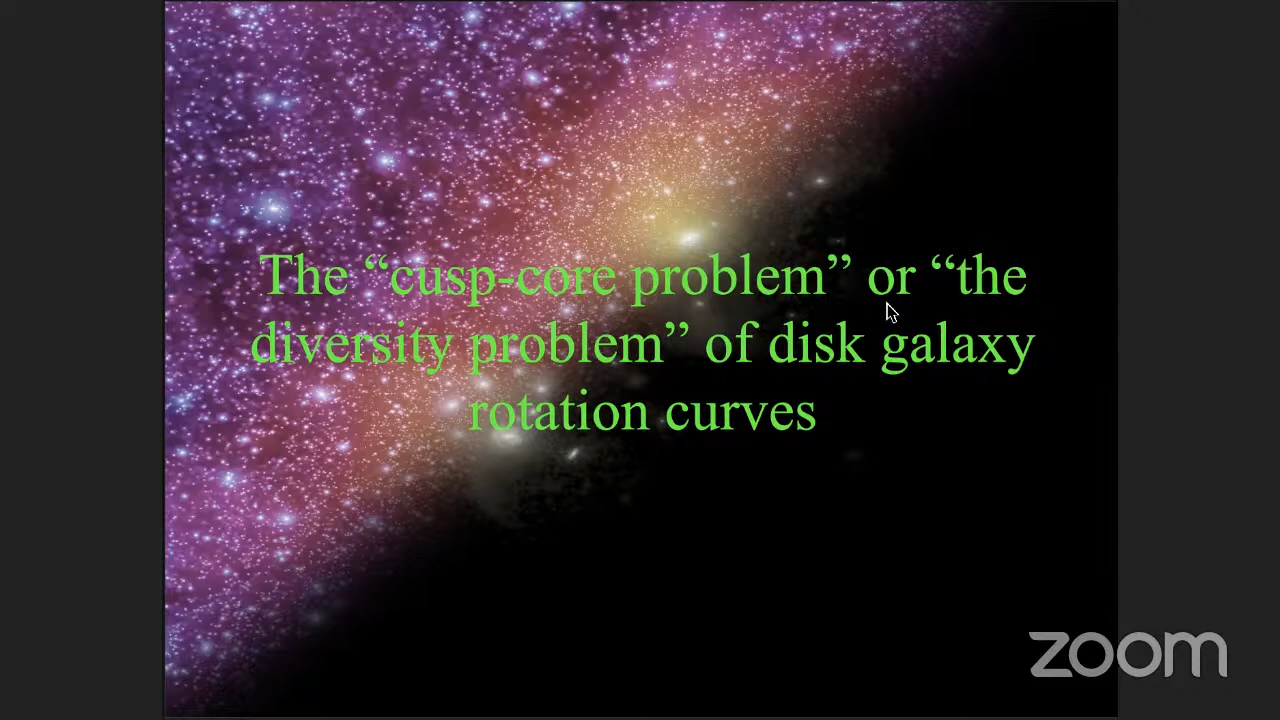 The “cusp-core problem” or “the
diversity problem” of disk galaxy
rotation curves
zoom